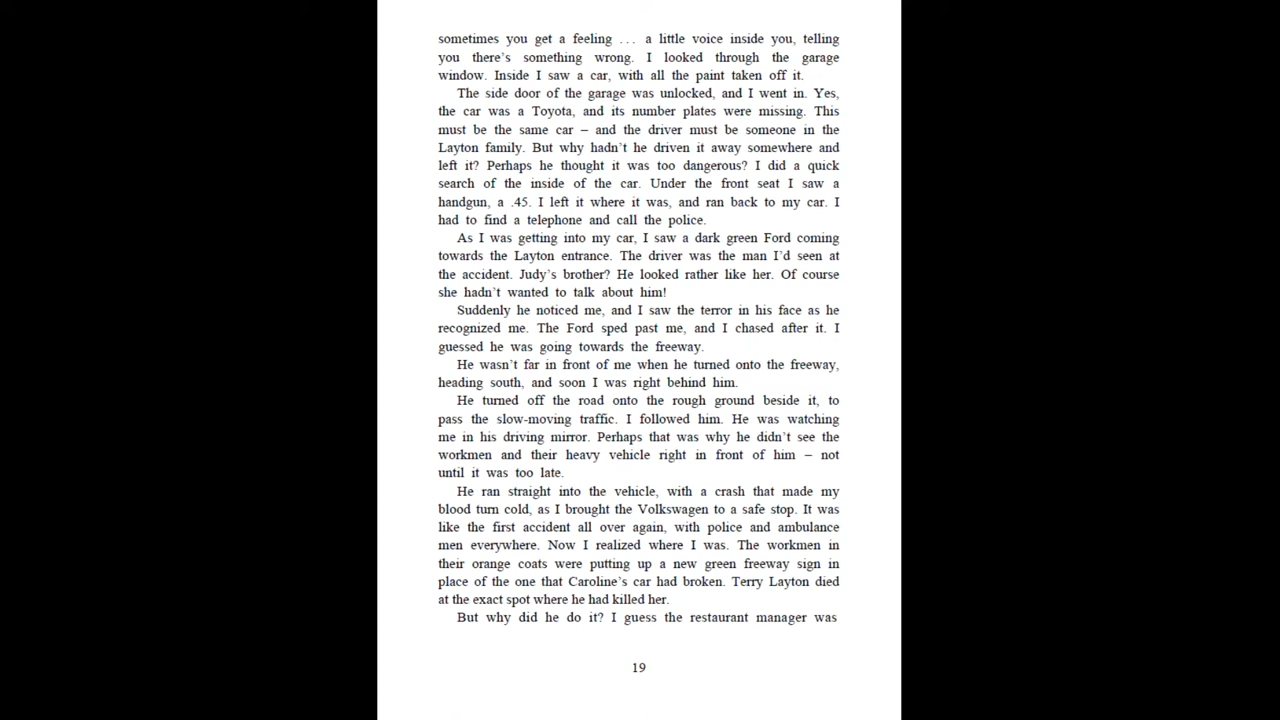 sometimes you get a feeling ... a little voice inside you, telling
you there's something wrong. I looked through the garage
window. Inside I saw a car, with all the paint taken off it.
The side door of the garage was unlocked, and I went in. Yes,
the car was a Toyota, and its number plates were missing. This
must be the same car – and the driver must be someone in the
Layton family. But why hadn't he driven it away somewhere and
left it? Perhaps he thought it was too dangerous? I did a quick
search of the inside of the car. Under the front seat I saw a
handgun, a .45. I left it where it was, and ran back to my car. I
had to find a telephone and call the police.
As I was getting into my car, I saw a dark green Ford coming
towards the Layton entrance. The driver was the man I'd seen at
the accident. Judy's brother? He looked rather like her. Of course
she hadn't wanted to talk about him!
Suddenly he noticed me, and I saw the terror in his face as he
recognized me. The Ford sped past me, and I chased after it. I
guessed he was going towards the freeway.
He wasn't far in front of me when he turned onto the freeway,
heading south, and soon I was right behind him.
He turned off the road onto the rough ground beside it, to
pass the slow-moving traffic. I followed him. He was watching
me in his driving mirror. Perhaps that was why he didn't see the
workmen and their heavy vehicle right in front of him – not
until it was too late.
He ran straight into the vehicle, with a crash that made my
blood turn cold, as I brought the Volkswagen to a safe stop. It was
like the first accident all over again, with police and ambulance
men everywhere. Now I realized where I was. The workmen in
their orange coats were putting up a new green freeway sign in
place of the one that Caroline's car had broken. Terry Layton died
at the exact spot where he had killed her.
But why did he do it? I guess the restaurant manager was
19